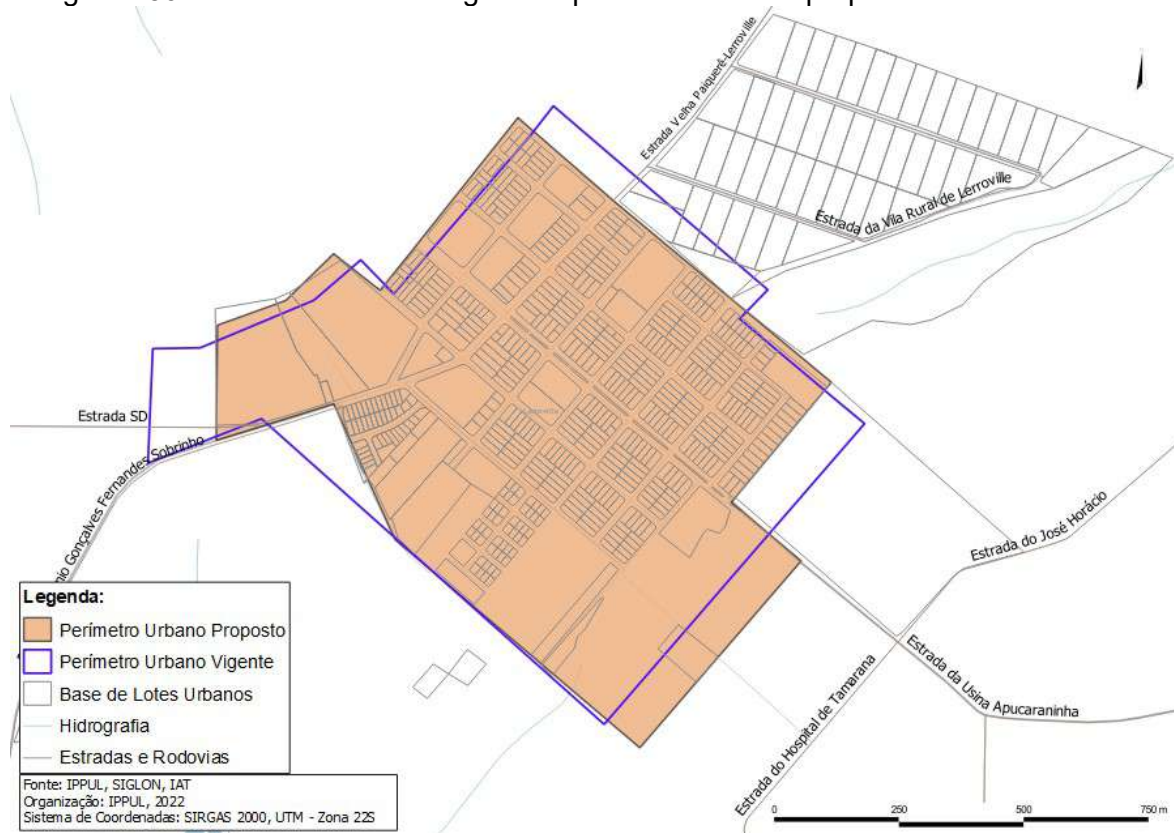 Estrada Velha Paiquerê-Lerroville
Estrada da Vila Rural de Lerroville
Estrada SD
nio Gonçalves Fernandes Sobrinho
Estrada do José Horácio
Estrada da Usina Apucaraninha
Estrada do Hospital de Tamarana
Legenda:
Perímetro Urbano Proposto
Perímetro Urbano Vigente
Base de Lotes Urbanos
Hidrografia
Estradas e Rodovias
Fonte: IPPUL, SIGLON, IAT
Organização: IPPUL, 2022
Sistema de Coordenadas: SIRGAS 2000, UTM - Zona 22S
0 250 500 750 m